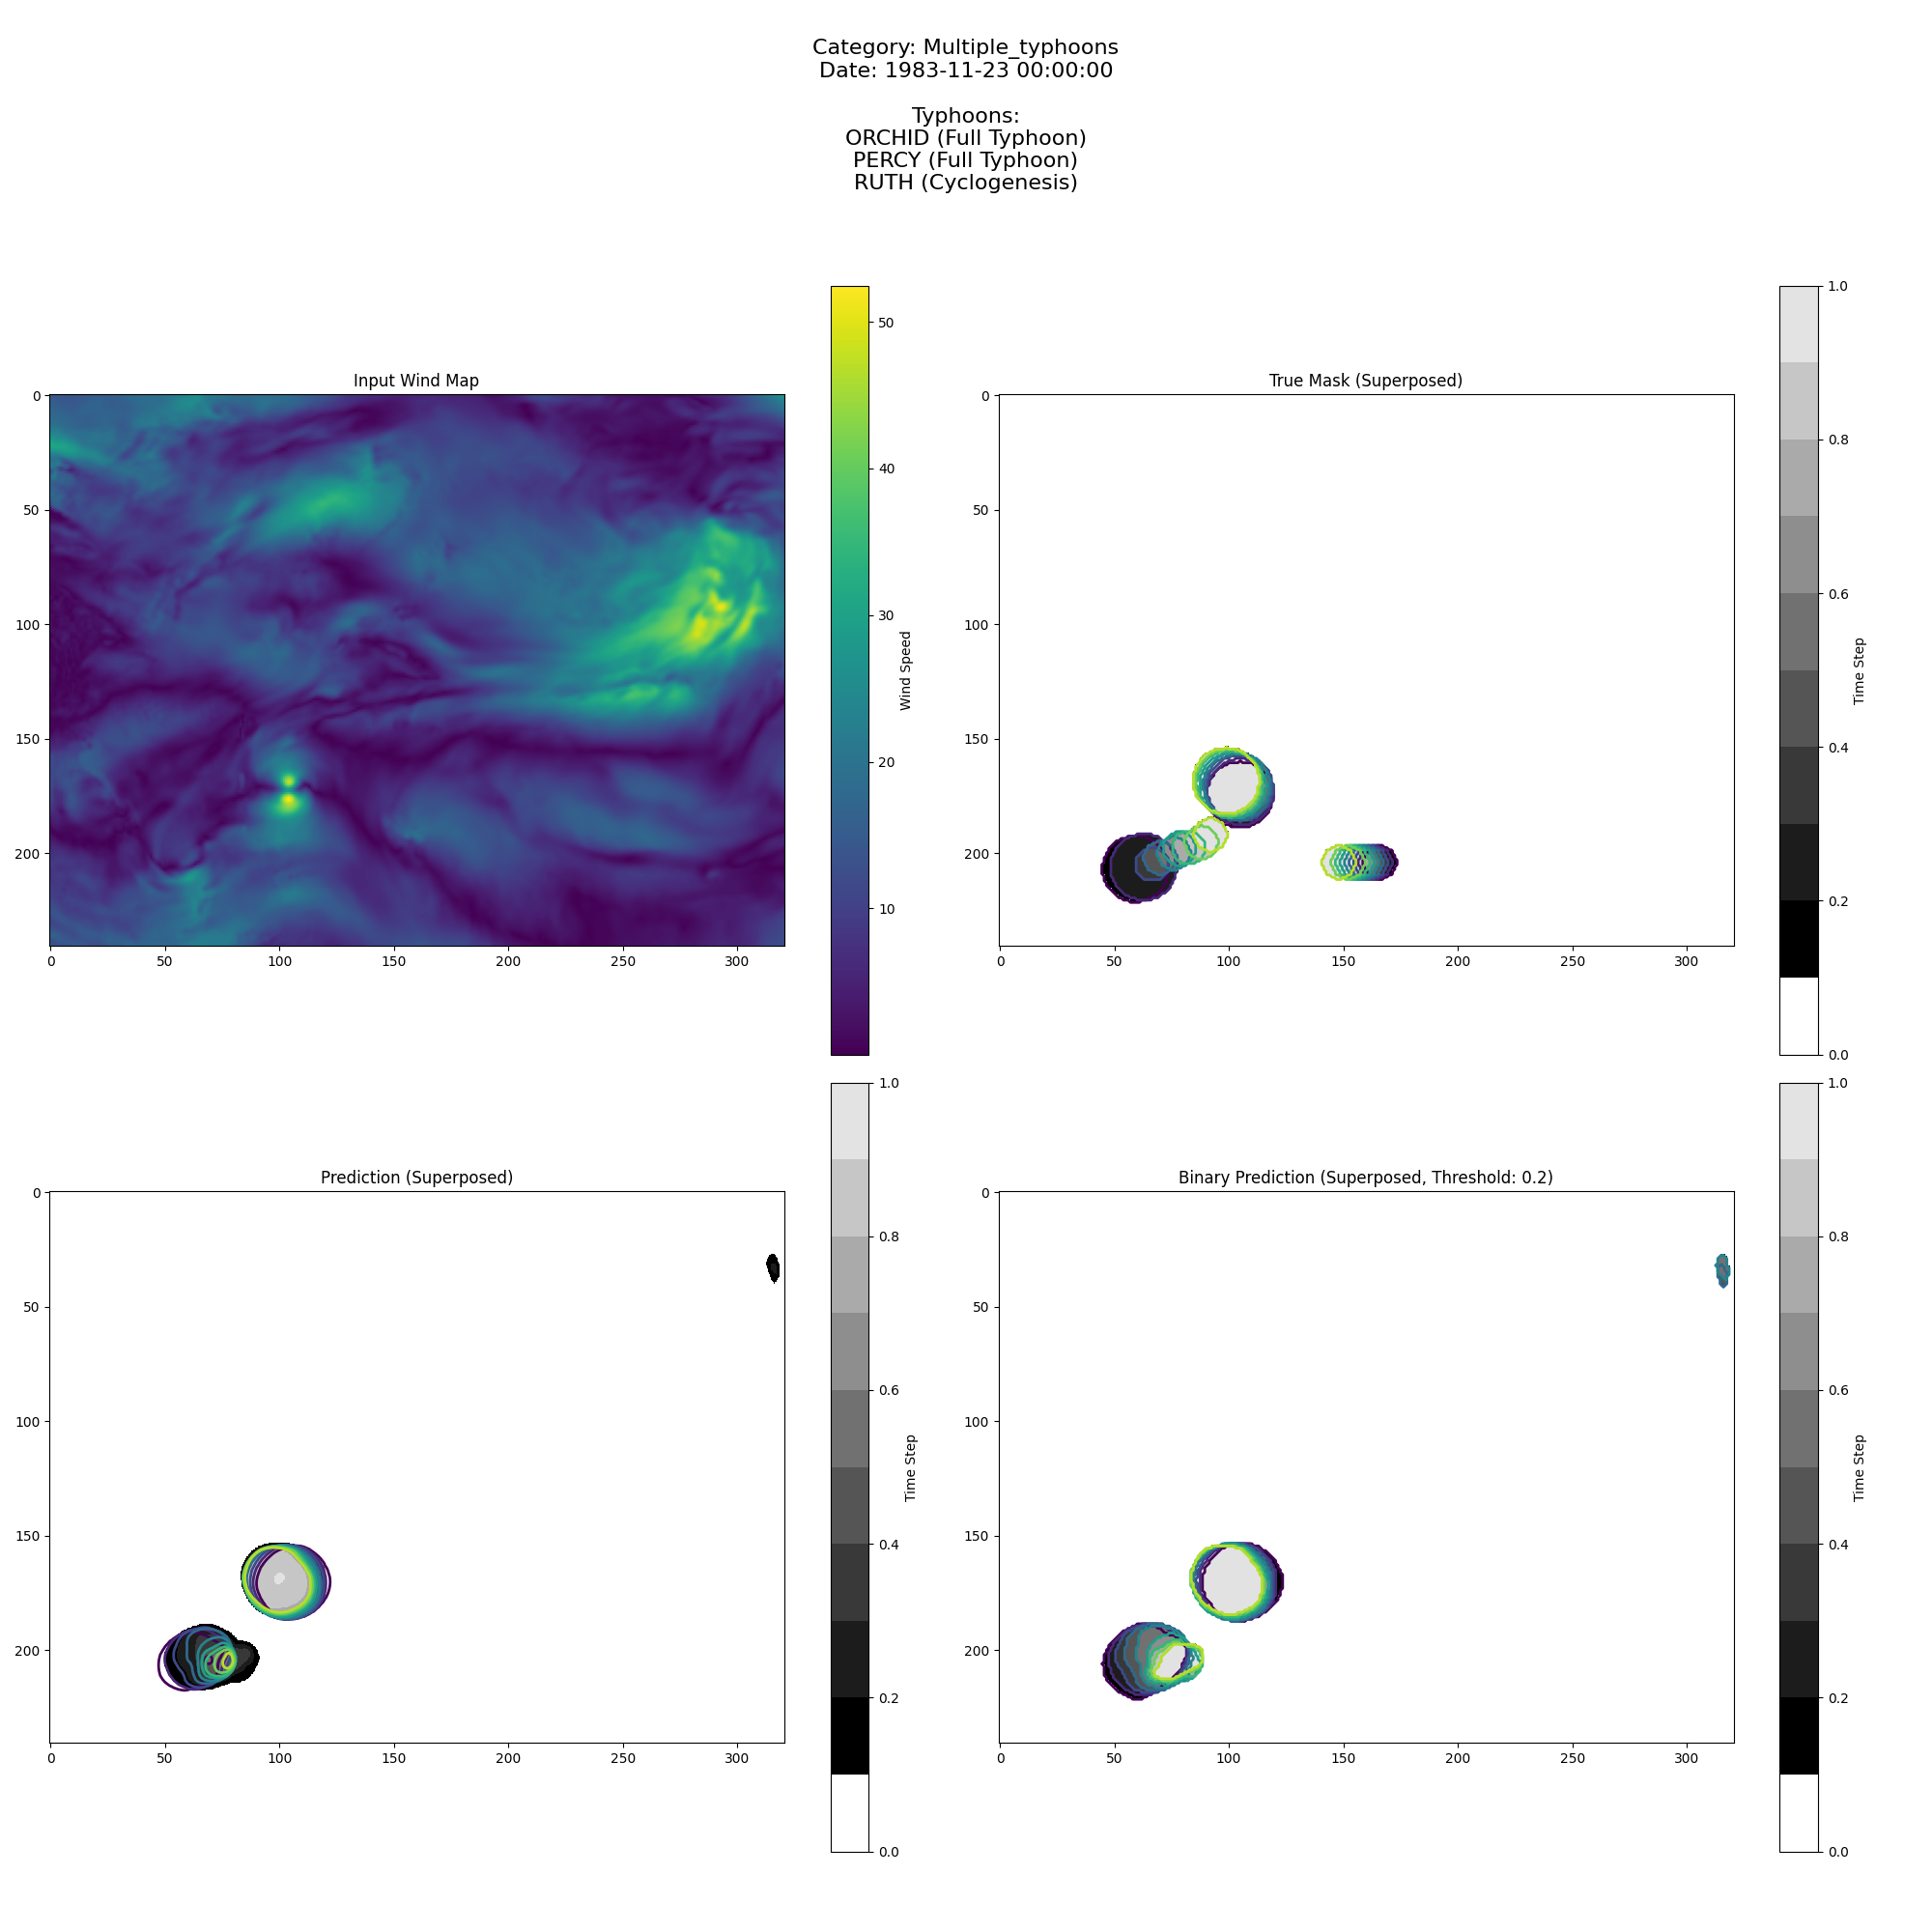 Category: Multiple_typhoons
Date: 1983-11-23 00:00:00
Typhoons:
ORCHID (Full Typhoon)
PERCY (Full Typhoon)
RUTH (Cyclogenesis)
Input Wind Map
0
50
100
150
200
0 50 100 150 200 250 300
50
40
30
20
10
Wind Speed
True Mask (Superposed)
0
50
100
150
200
0 50 100 150 200 250 300
1.0
0.8
0.6
0.4
0.2
0.0
Time Step
Prediction (Superposed)
0
50
100
150
200
0 50 100 150 200 250 300
1.0
0.8
0.6
0.4
0.2
0.0
Time Step
Binary Prediction (Superposed, Threshold: 0.2)
0
50
100
150
200
0 50 100 150 200 250 300
1.0
0.8
0.6
0.4
0.2
0.0
Time Step